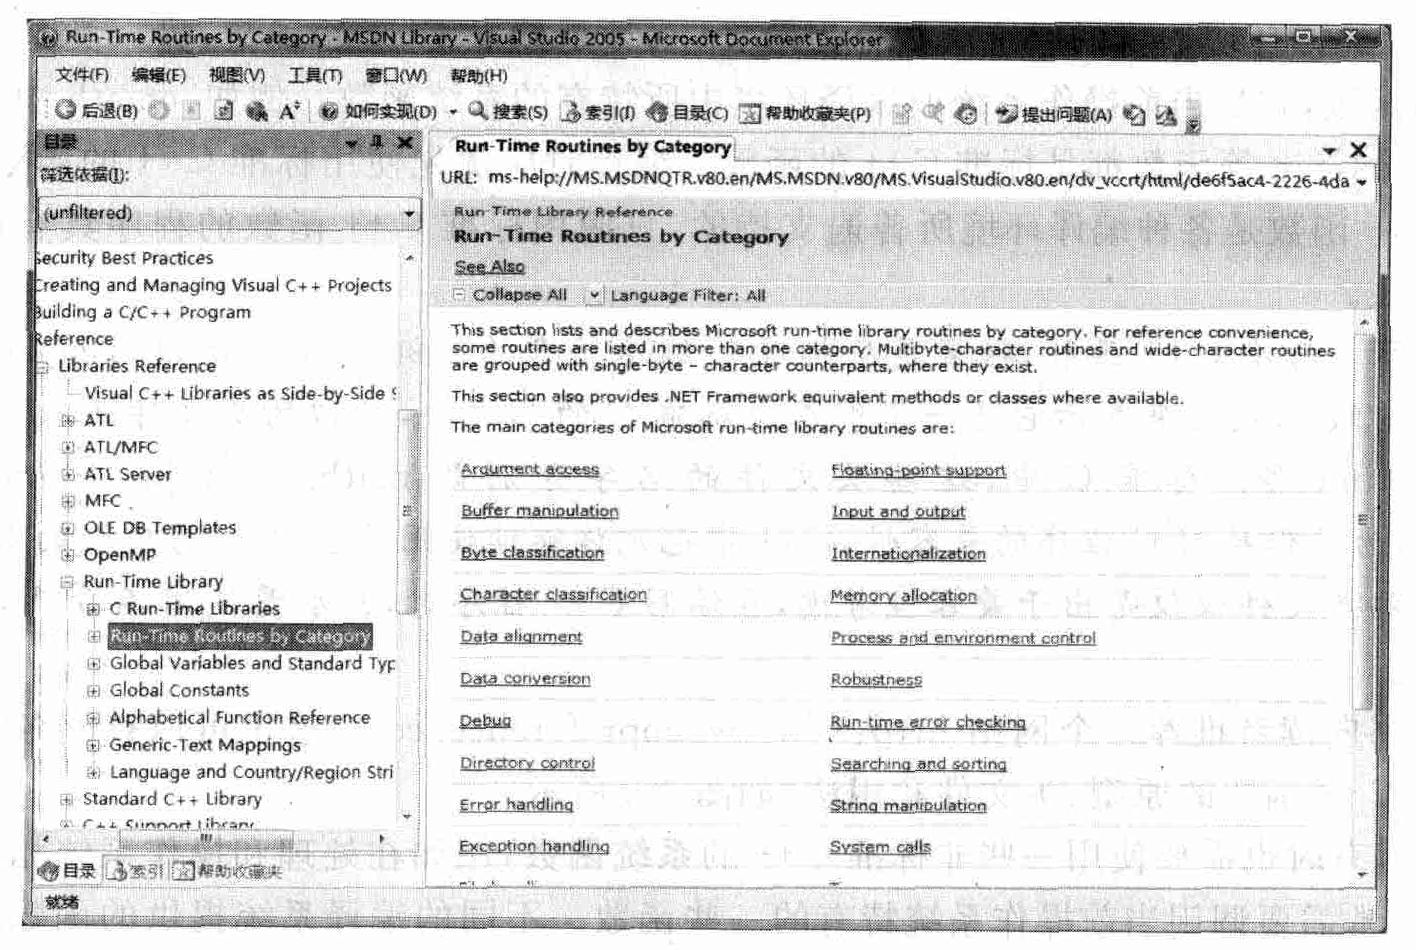 Run-Time Routines by Category - MSDN Library - Visual Studio 2005 - Microsoft Document Explorer
文件(F) 编辑(E) 视图(V) 工具(T) 窗口(W) 帮助(H)
后退(B) 如何实现(D) 搜索(S) 索引(I) 目录(C) 帮助收藏夹(P) 提出问题(A)
目录
筛选依据(I):
(unfiltered)
Security Best Practices
Creating and Managing Visual C++ Projects
Building a C/C++ Program
Reference
Libraries Reference
Visual C++ Libraries as Side-by-Side
ATL
ATL/MFC
ATL Server
MFC
OLE DB Templates
OpenMP
Run-Time Library
C Run-Time Libraries
Run-Time Routines by Category
Global Variables and Standard Typ
Global Constants
Alphabetical Function Reference
Generic-Text Mappings
Language and Country/Region Stri
Standard C++ Library
C++ Support Library
目录 索引 帮助收藏夹
就绪
Run-Time Routines by Category
URL: ms-help://MS.MSDNQTR.v80.en/MS.MSDN.v80/MS.VisualStudio.v80.en/dv_vccrt/html/de6f5ac4-2226-4da
Run-Time Library Reference
Run-Time Routines by Category
See Also
Collapse All Language Filter: All
This section lists and describes Microsoft run-time library routines by category. For reference convenience,
some routines are listed in more than one category. Multibyte-character routines and wide-character routines
are grouped with single-byte – character counterparts, where they exist.
This section also provides .NET Framework equivalent methods or classes where available.
The main categories of Microsoft run-time library routines are:
Argument access Floating-point support
Buffer manipulation Input and output
Byte classification Internationalization
Character classification Memory allocation
Data alignment Process and environment control
Data conversion Robustness
Debug Run-time error checking
Directory control Searching and sorting
Error handling String manipulation
Exception handling System calls